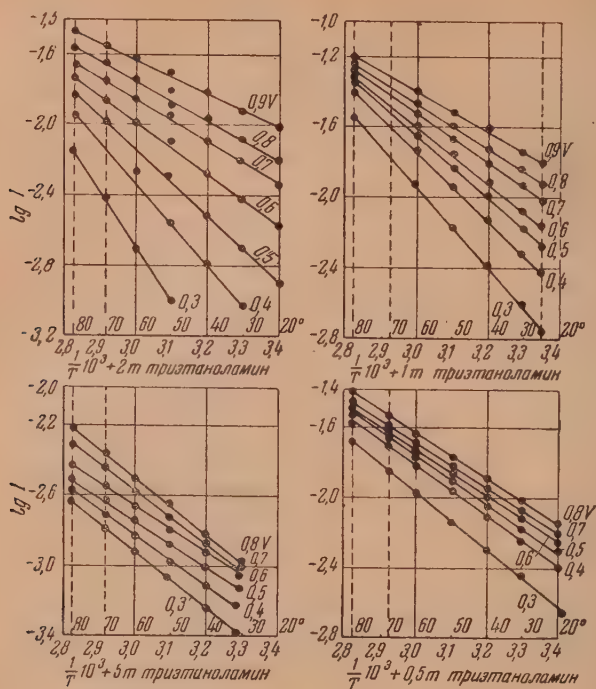 lg I
-1,5
-1,6
-2,0
-2,4
-2,8
-3,2
0,9V
0,8
0,7
0,6
0,5
0,4
0,3
80 70 60 50 40 30 20°
2,8 2,9 3,0 3,1 3,2 3,3 3,4
1/T 10³+2m триэтаноламин
-1,0
-1,2
-1,6
-2,0
-2,4
-2,8
0,9V
0,8
0,7
0,6
0,5
0,4
0,3
80 70 60 50 40 30 20°
2,8 2,9 3,0 3,1 3,2 3,3 3,4
1/T 10³+1m триэтаноламин
lg I
-2,0
-2,2
-2,6
-3,0
-3,4
0,8V
0,7
0,6
0,5
0,4
0,3
80 70 60 50 40 30 20°
2,8 2,9 3,0 3,1 3,2 3,3 3,4
1/T 10³+5m триэтаноламин
-1,4
-1,6
-2,0
-2,4
-2,8
0,8V
0,7
0,6
0,5
0,4
0,3
80 70 60 50 40 30 20°
2,8 2,9 3,0 3,1 3,2 3,3 3,4
1/T 10³+0,5m триэтаноламин